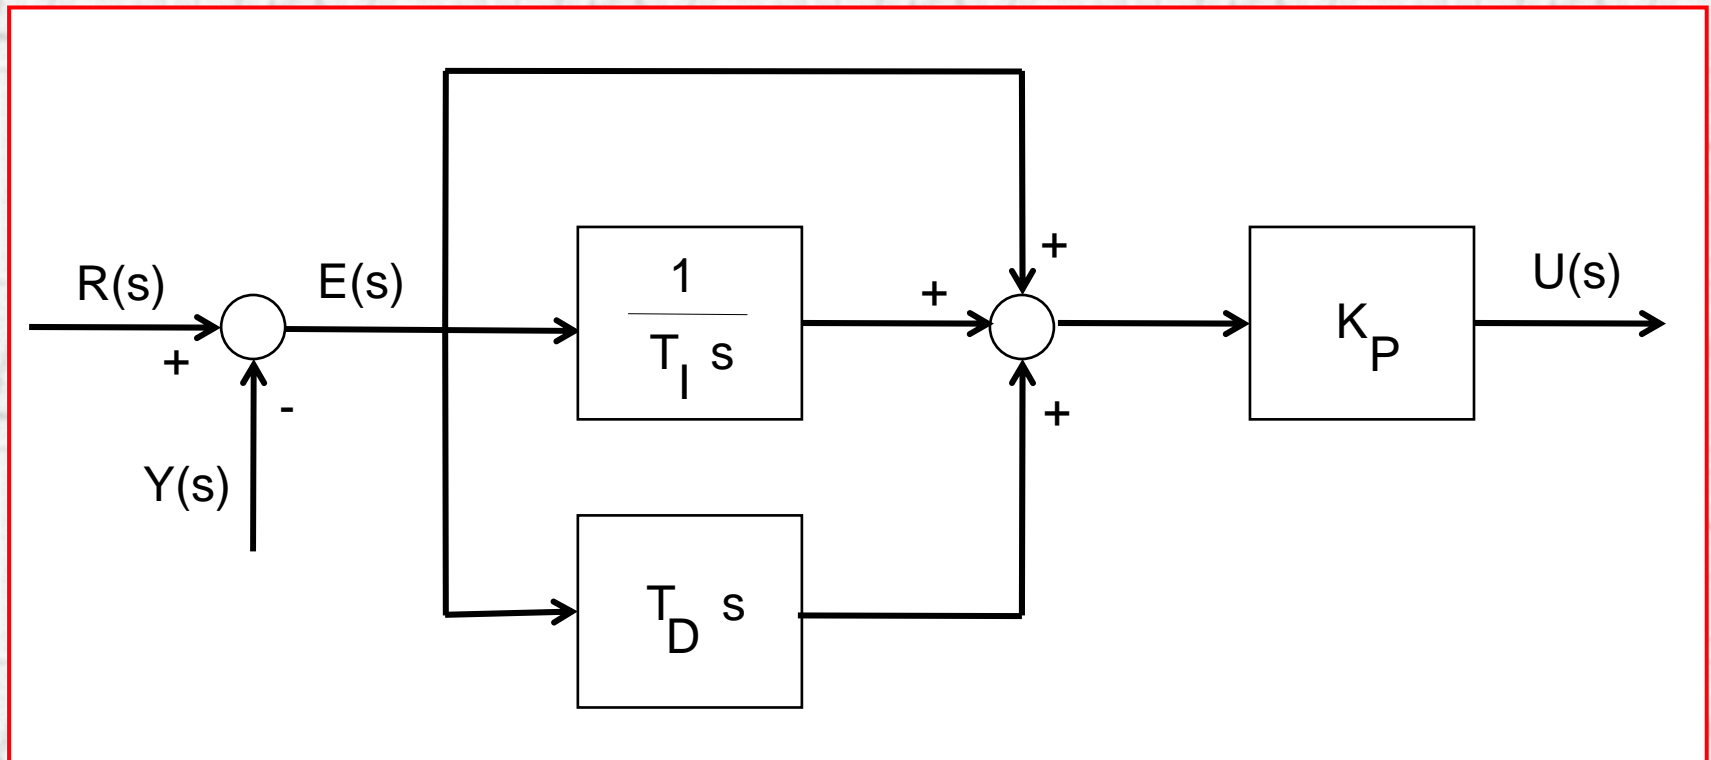 R(s)
+
-
Y(s)
E(s)
1
T_I s
T_D s
+
+
+
K_P
U(s)